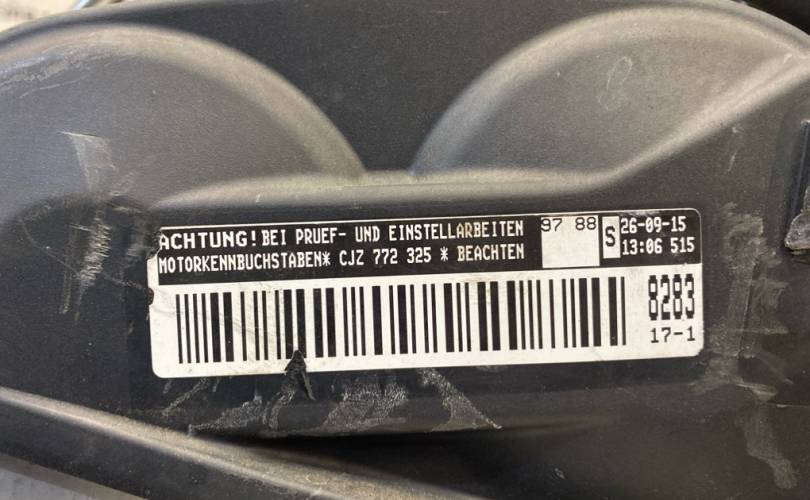 ACHTUNG! BEI PRUEF- UND EINSTELLARBEITEN
MOTORKENNBUCHSTABEN* CJZ 772 325 * BEACHTEN
97 88
S
26-09-15
13:06 515
8283
17-1